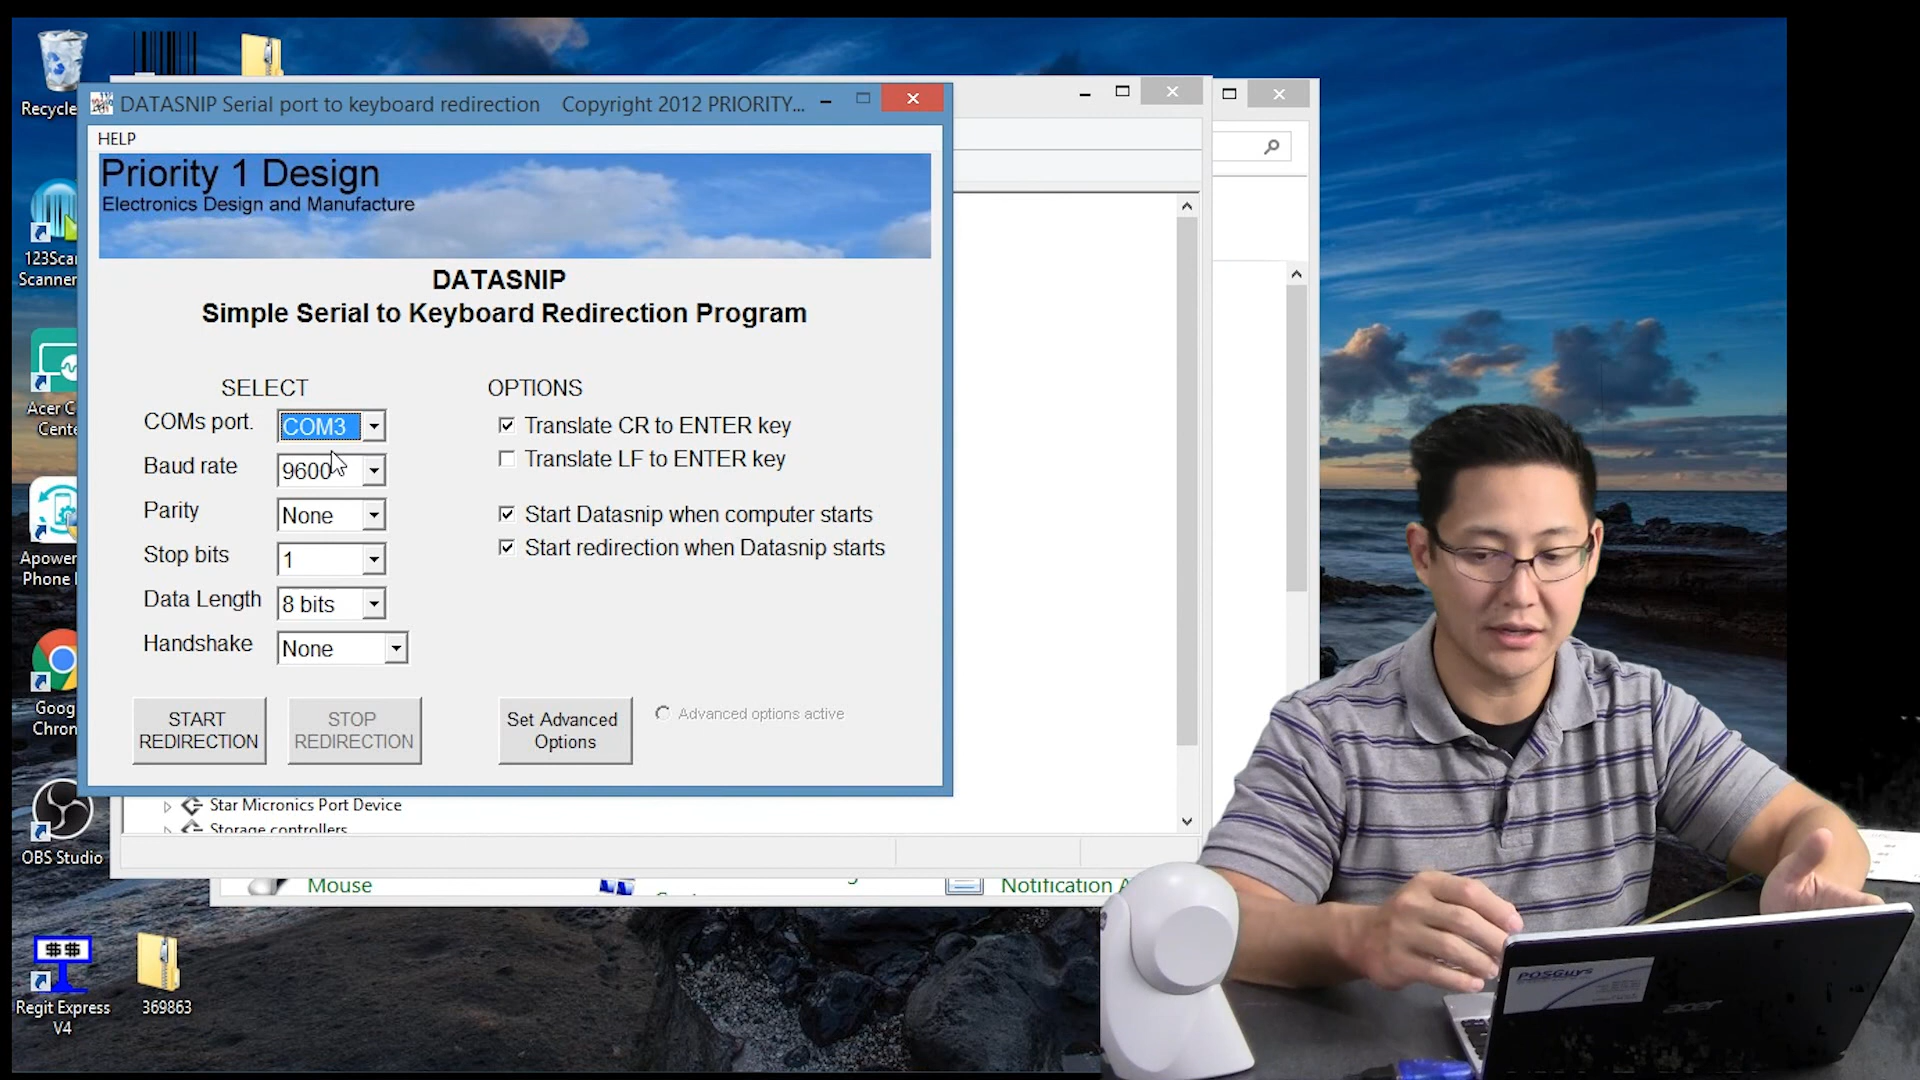 Recycle
DATASNIP Serial port to keyboard redirection Copyright 2012 PRIORITY...
HELP
Priority 1 Design
Electronics Design and Manufacture
DATASNIP
Simple Serial to Keyboard Redirection Program
SELECT
COMs port. COM3
Baud rate 9600
Parity None
Stop bits 1
Data Length 8 bits
Handshake None
OPTIONS
Translate CR to ENTER key
Translate LF to ENTER key
Start Datasnip when computer starts
Start redirection when Datasnip starts
START
REDIRECTION
STOP
REDIRECTION
Set Advanced
Options
Advanced options active
123Sca
Scanner
Acer C
Cente
Apower
Phone
Goog
Chron
OBS Studio
Star Micronics Port Device
Storage controllers
Mouse
Notification A
$$
Regit Express
V4
369863
POSGuys
acer